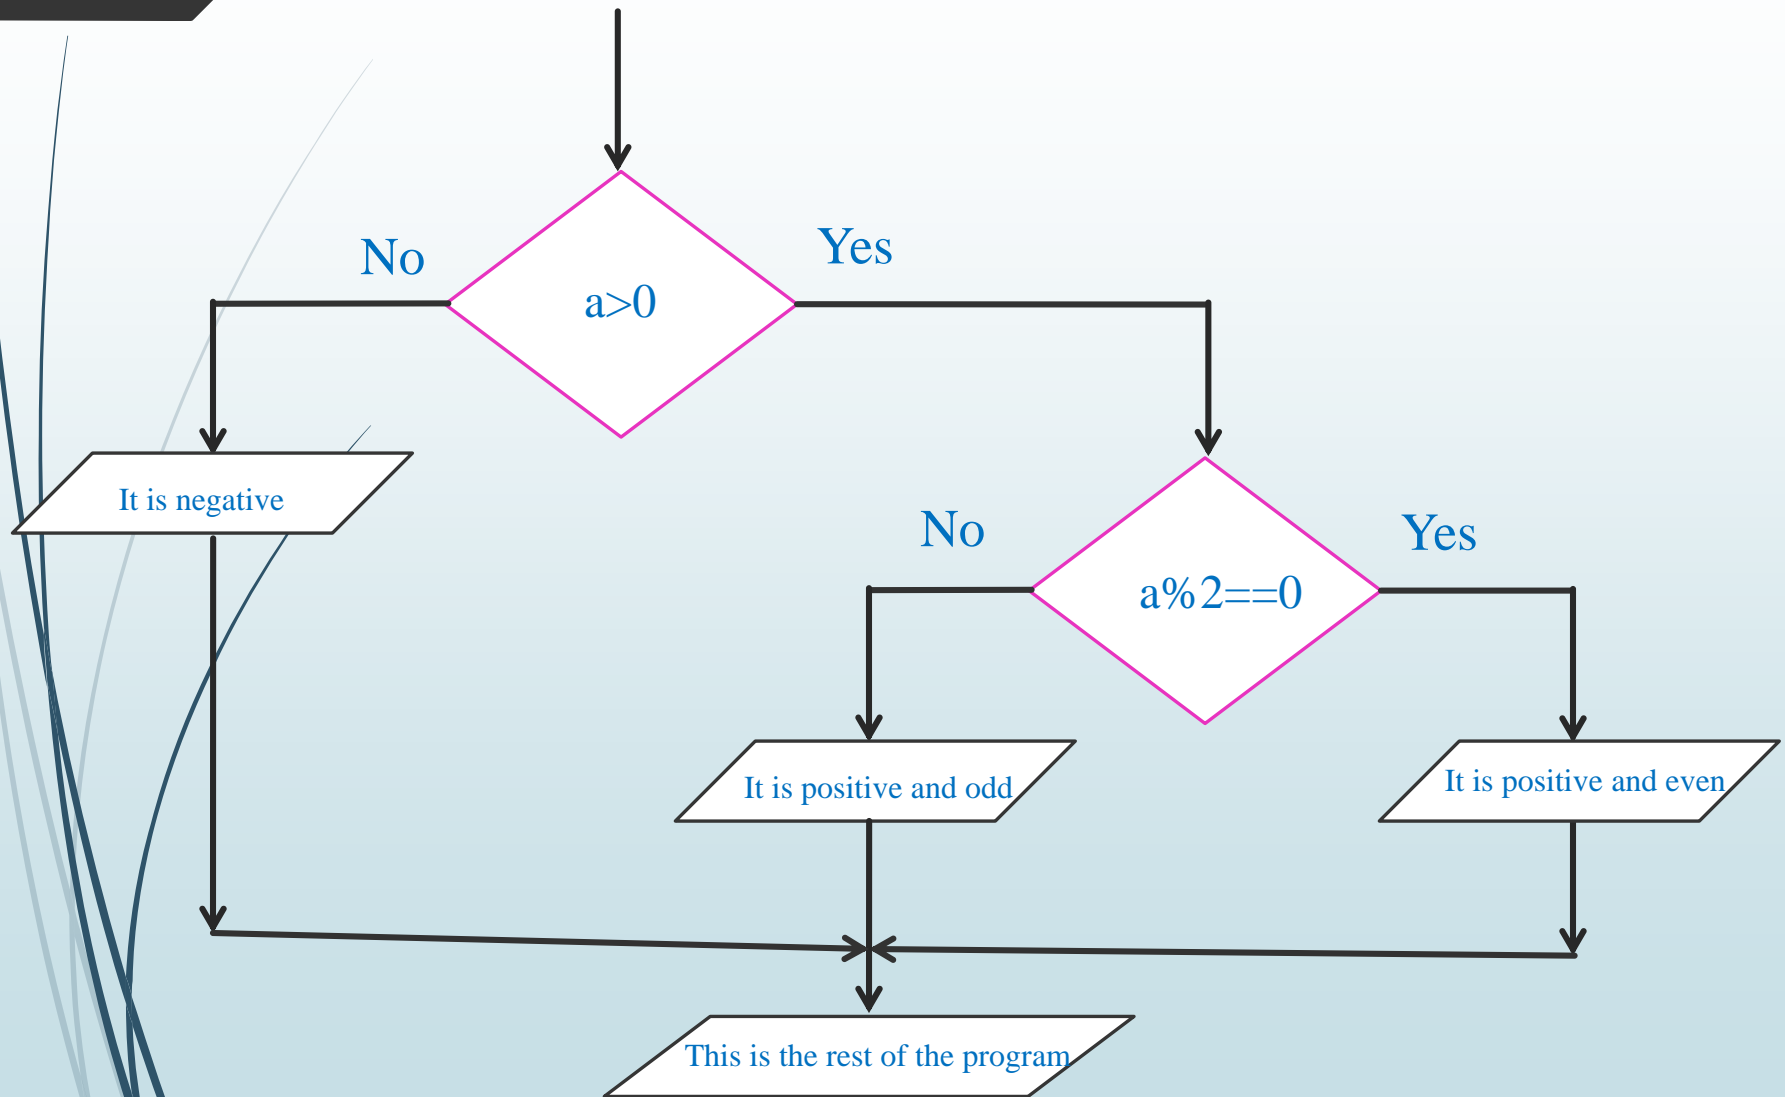 No
Yes
a>0
It is negative
No
Yes
a%2==0
It is positive and odd
It is positive and even
This is the rest of the program